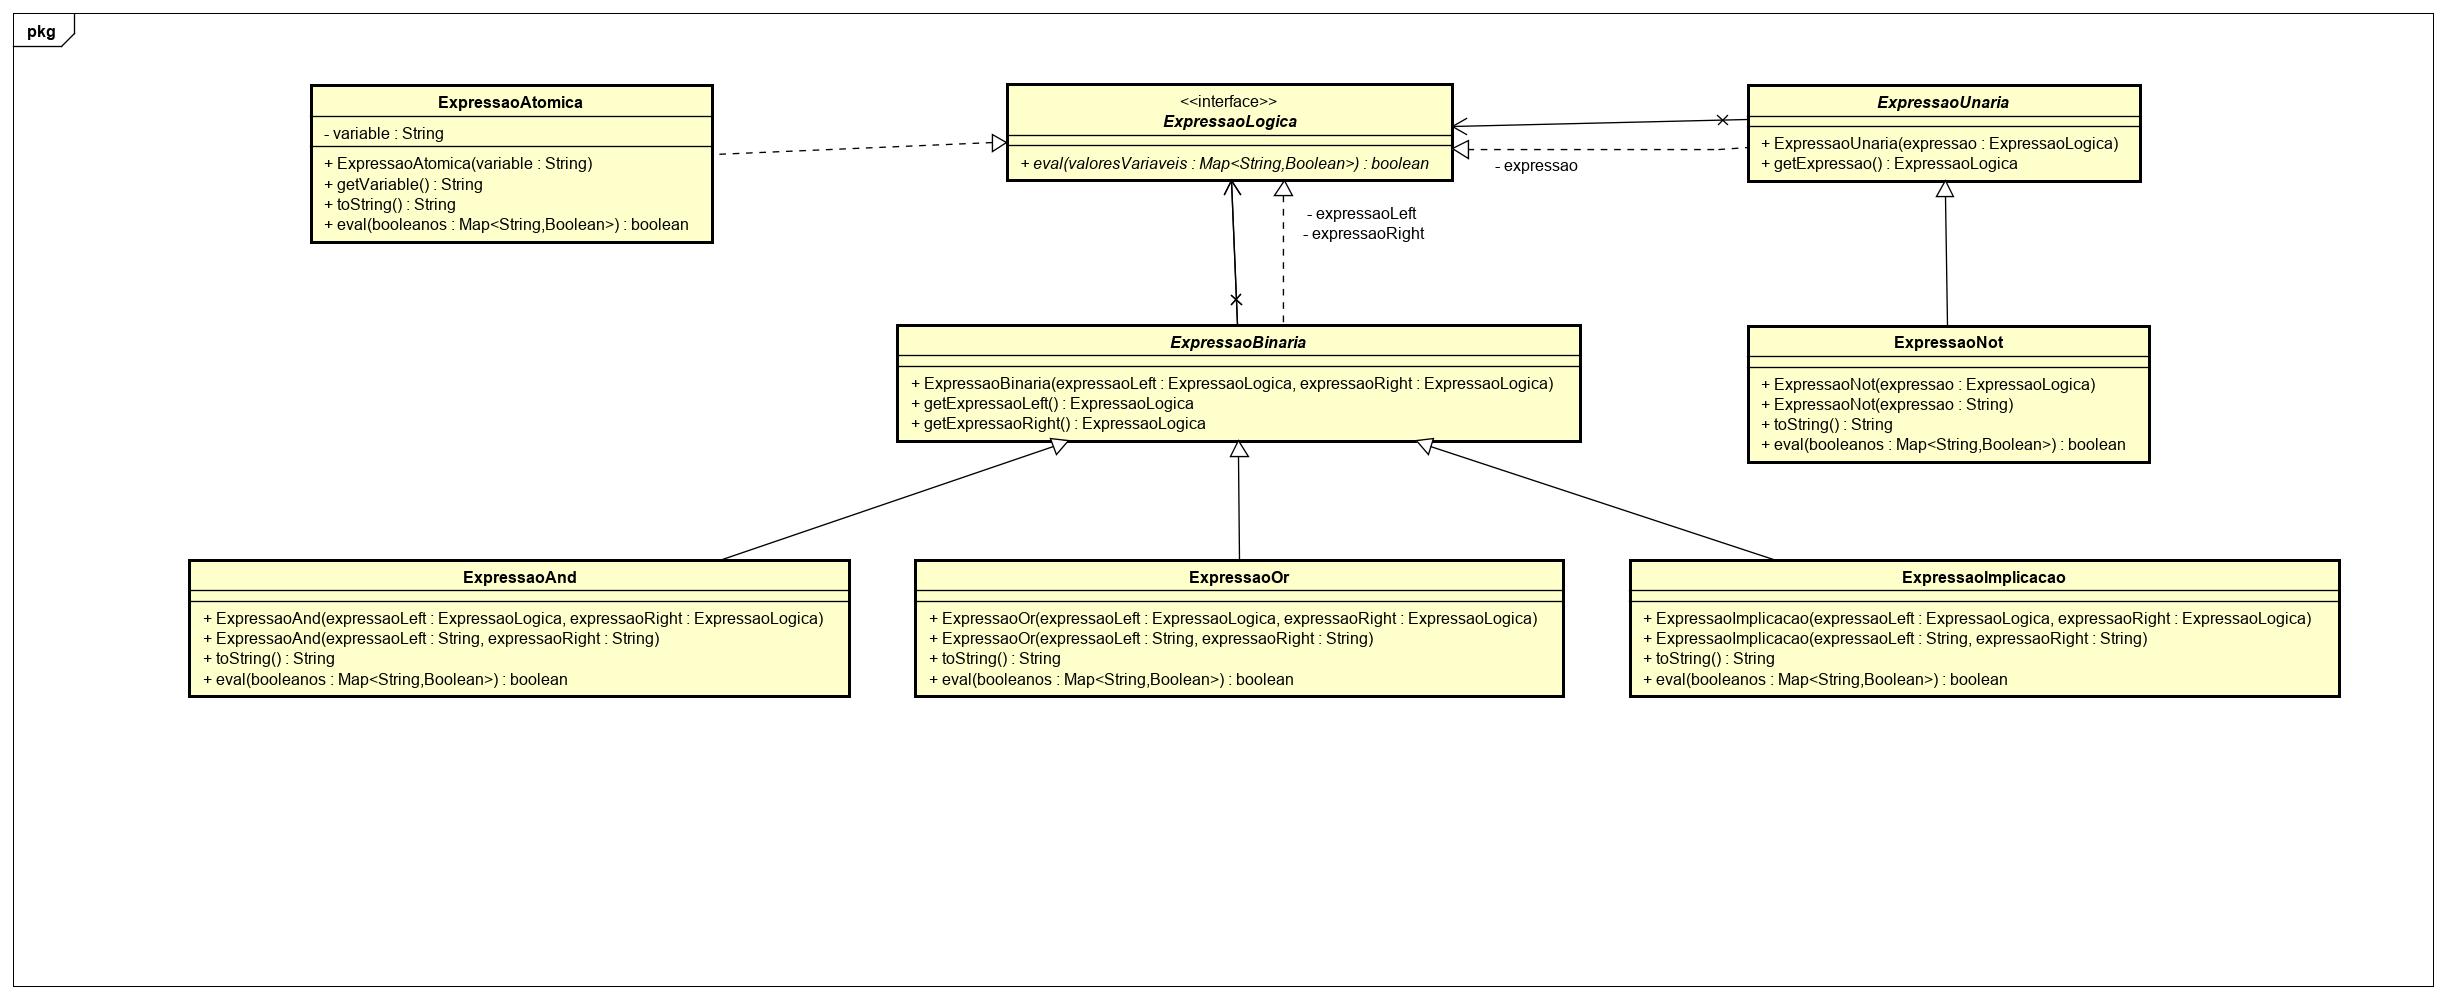 pkg
ExpressaoAtomica
- variable : String
+ ExpressaoAtomica(variable : String)
+ getVariable() : String
+ toString() : String
+ eval(booleanos : Map<String,Boolean>) : boolean
<<interface>>
ExpressaoLogica
+ eval(valoresVariaveis : Map<String,Boolean>) : boolean
- expressao
ExpressaoUnaria
+ ExpressaoUnaria(expressao : ExpressaoLogica)
+ getExpressao() : ExpressaoLogica
- expressaoLeft
- expressaoRight
ExpressaoBinaria
+ ExpressaoBinaria(expressaoLeft : ExpressaoLogica, expressaoRight : ExpressaoLogica)
+ getExpressaoLeft() : ExpressaoLogica
+ getExpressaoRight() : ExpressaoLogica
ExpressaoNot
+ ExpressaoNot(expressao : ExpressaoLogica)
+ ExpressaoNot(expressao : String)
+ toString() : String
+ eval(booleanos : Map<String,Boolean>) : boolean
ExpressaoAnd
+ ExpressaoAnd(expressaoLeft : ExpressaoLogica, expressaoRight : ExpressaoLogica)
+ ExpressaoAnd(expressaoLeft : String, expressaoRight : String)
+ toString() : String
+ eval(booleanos : Map<String,Boolean>) : boolean
ExpressaoOr
+ ExpressaoOr(expressaoLeft : ExpressaoLogica, expressaoRight : ExpressaoLogica)
+ ExpressaoOr(expressaoLeft : String, expressaoRight : String)
+ toString() : String
+ eval(booleanos : Map<String,Boolean>) : boolean
ExpressaoImplicacao
+ ExpressaoImplicacao(expressaoLeft : ExpressaoLogica, expressaoRight : ExpressaoLogica)
+ ExpressaoImplicacao(expressaoLeft : String, expressaoRight : String)
+ toString() : String
+ eval(booleanos : Map<String,Boolean>) : boolean